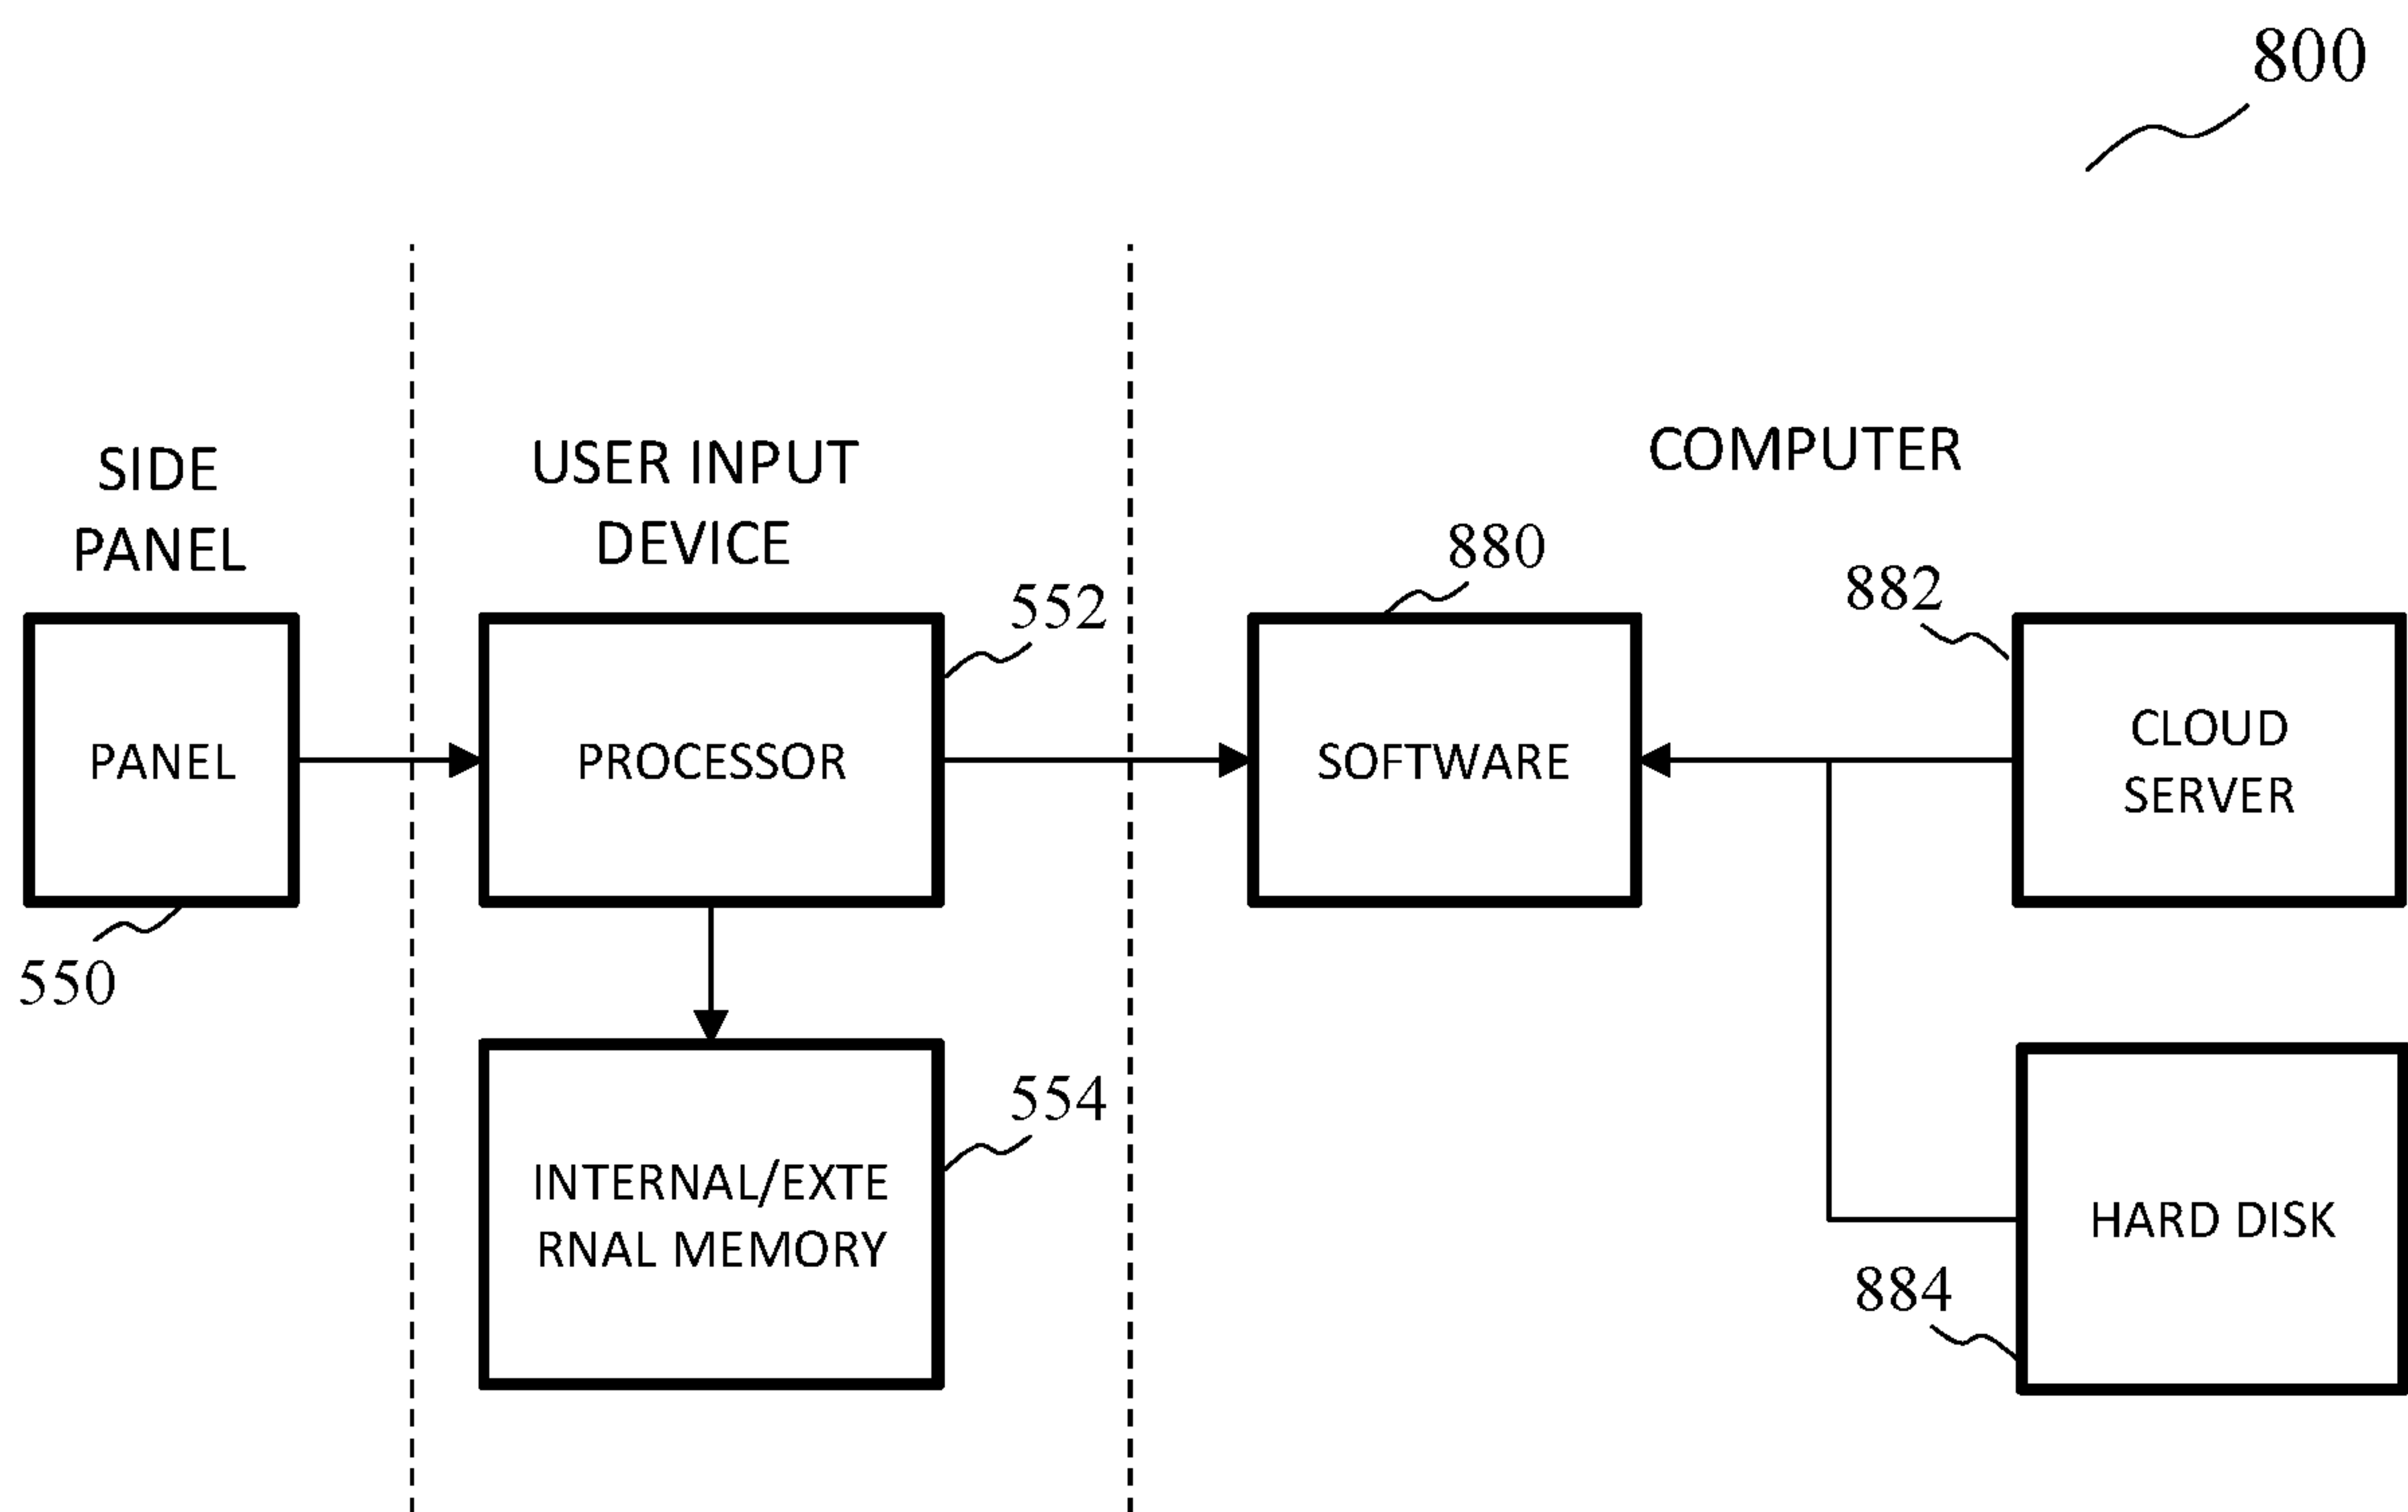 800
SIDE
PANEL
USER INPUT
DEVICE
COMPUTER
880
882
552
PANEL
PROCESSOR
SOFTWARE
CLOUD
SERVER
550
554
INTERNAL/EXTE
RNAL MEMORY
HARD DISK
884